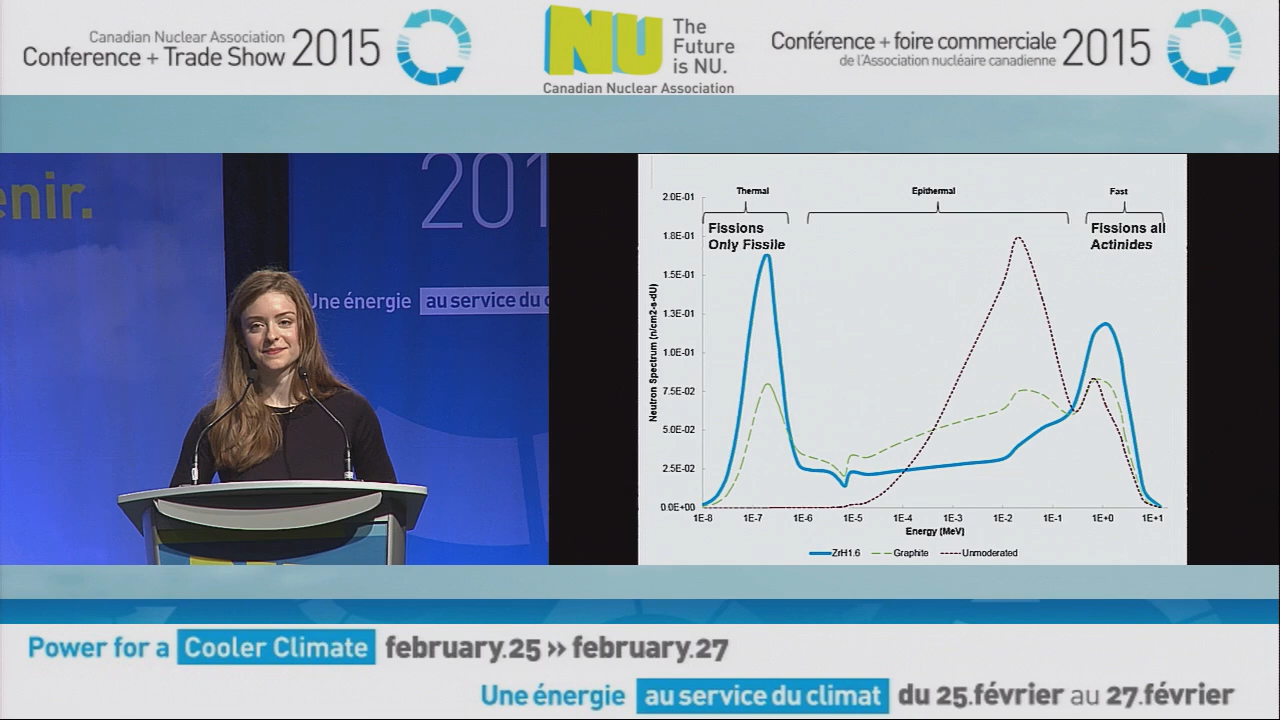 Canadian Nuclear Association
Conference + Trade Show 2015
NU The
Future
is NU.
Canadian Nuclear Association
Conférence + foire commerciale 2015
de l'Association nucléaire canadienne
enir.
201
Une énergie au service du c
Thermal
Epithermal
Fast
Fissions
Only Fissile
Fissions all
Actinides
2.0E-01
1.8E-01
1.5E-01
1.3E-01
1.0E-01
7.5E-02
5.0E-02
2.5E-02
0.0E+00
Neutron Spectrum (n/cm2-s-dU)
1E-8 1E-7 1E-6 1E-5 1E-4 1E-3 1E-2 1E-1 1E+0 1E+1
Energy (MeV)
ZrH1.6 Graphite Unmoderated
Power for a Cooler Climate february.25 >> february.27
Une énergie au service du climat du 25.février au 27.février